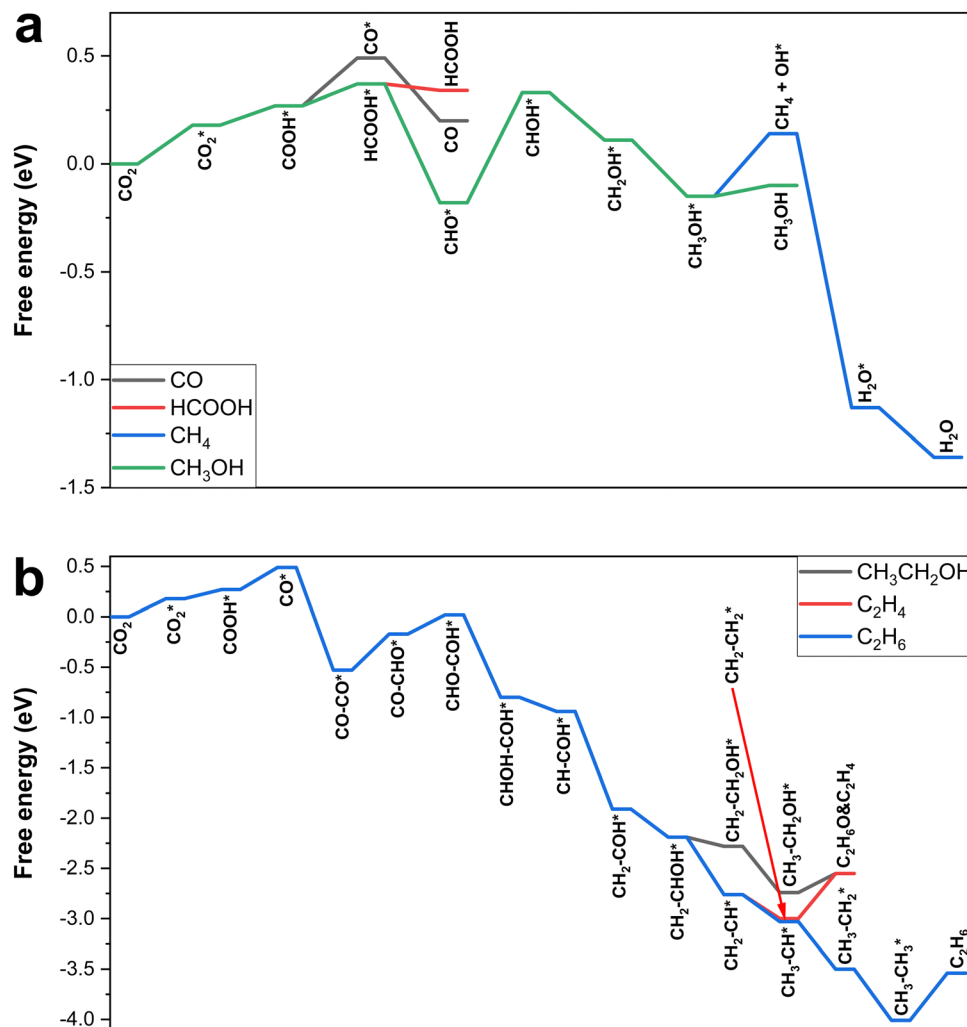 a
Free energy (eV)
0.5
0.0
-0.5
-1.0
-1.5
CO₂
CO₂*
COOH*
CO*
HCOOH*
HCOOH
CO
CHO*
CHOH*
CH₂OH*
CH₃OH*
CH₄ + OH*
CH₃OH
H₂O*
H₂O
CO
HCOOH
CH₄
CH₃OH
b
Free energy (eV)
0.5
0.0
-0.5
-1.0
-1.5
-2.0
-2.5
-3.0
-3.5
-4.0
CO₂
CO₂*
COOH*
CO*
CO-CO*
CO-CHO*
CHO-COH*
CHOH-COH*
CH-COH*
CH₂-COH*
CH₂-CHOH*
CH₂-CH₂*
CH₂-CH₂OH*
CH₂-CH*
CH₃-CH₂OH*
CH₃-CH*
C₂H₆O&C₂H₄
CH₃-CH₂*
CH₃-CH₃*
C₂H₆
CH₃CH₂OH
C₂H₄
C₂H₆